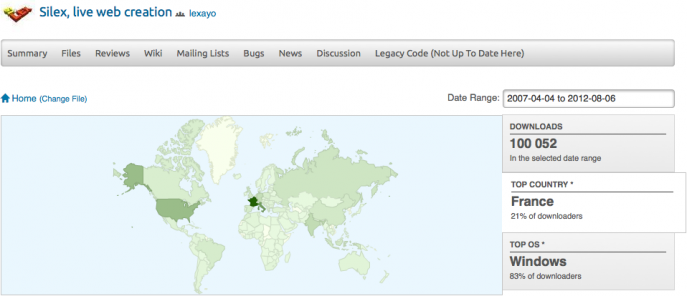 Silex, live web creation lexayo
Summary Files Reviews Wiki Mailing Lists Bugs News Discussion Legacy Code (Not Up To Date Here)
Home (Change File)
Date Range: 2007-04-04 to 2012-08-06
DOWNLOADS
100 052
In the selected date range
TOP COUNTRY *
France
21% of downloaders
TOP OS *
Windows
83% of downloaders